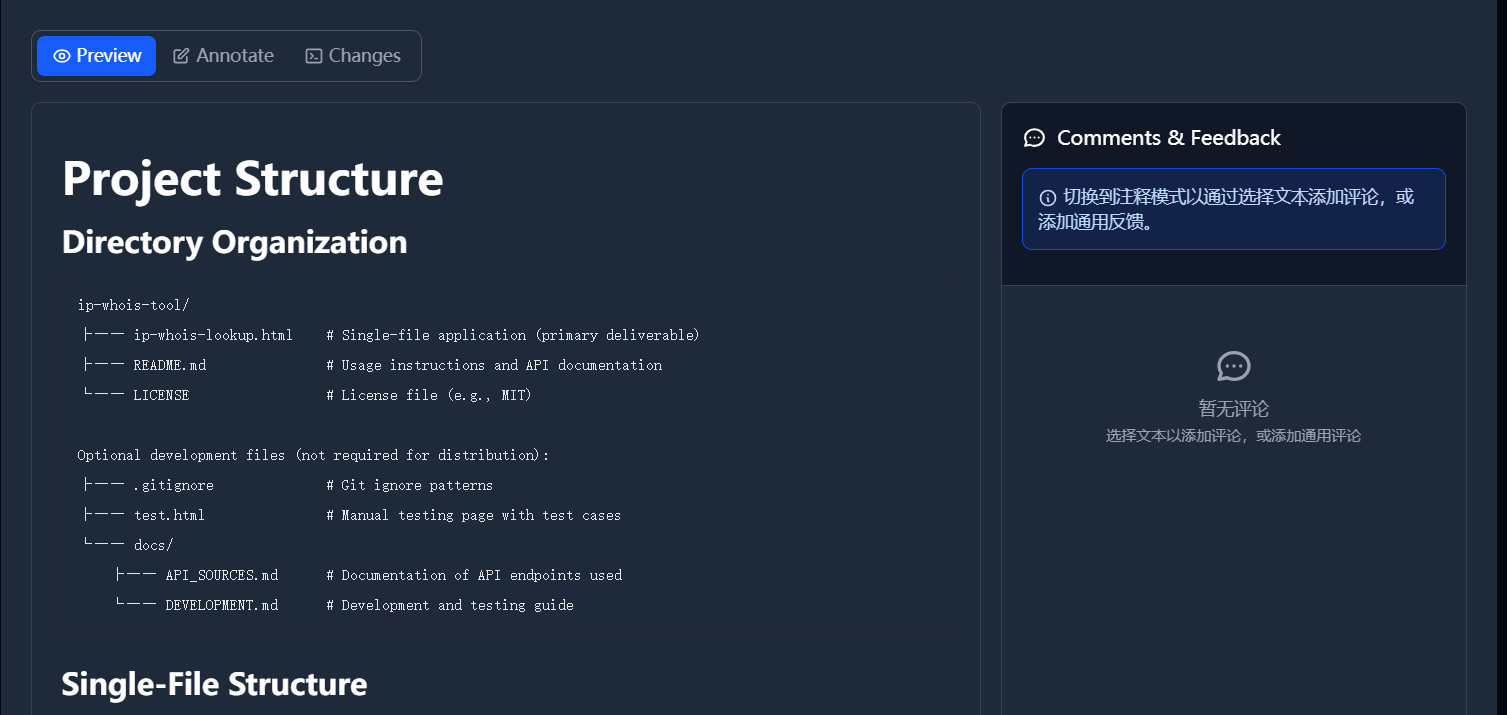 Preview Annotate Changes
Project Structure
Directory Organization
ip-whois-tool/
├── ip-whois-lookup.html    # Single-file application (primary deliverable)
├── README.md               # Usage instructions and API documentation
└── LICENSE                 # License file (e.g., MIT)
Optional development files (not required for distribution):
├── .gitignore              # Git ignore patterns
├── test.html               # Manual testing page with test cases
└── docs/
    ├── API_SOURCES.md      # Documentation of API endpoints used
    └── DEVELOPMENT.md      # Development and testing guide
Single-File Structure
Comments & Feedback
切换到注释模式以通过选择文本添加评论，或
添加通用反馈。
暂无评论
选择文本以添加评论，或添加通用评论